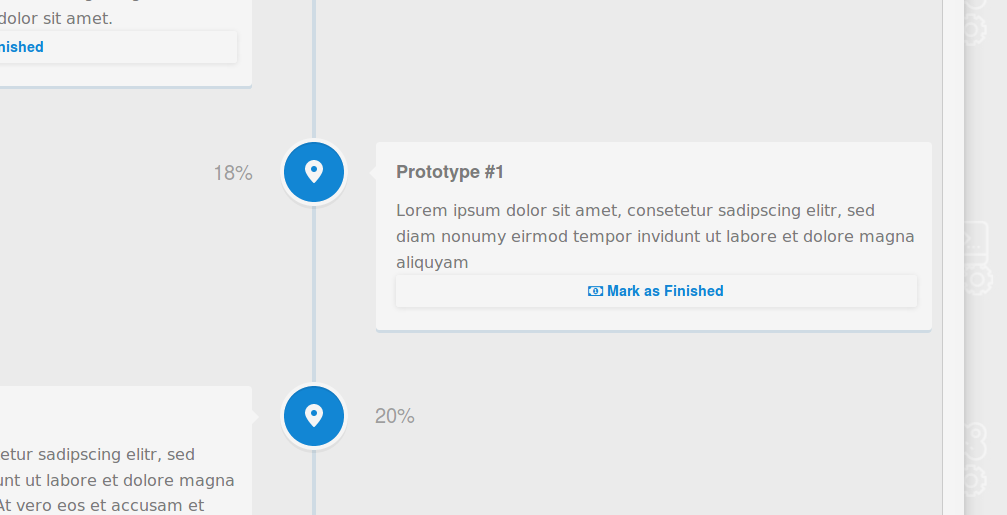 dolor sit amet.
nished
18%
Prototype #1
Lorem ipsum dolor sit amet, consetetur sadipscing elitr, sed
diam nonumy eirmod tempor invidunt ut labore et dolore magna
aliquyam
Mark as Finished
20%
etur sadipscing elitr, sed
unt ut labore et dolore magna
At vero eos et accusam et